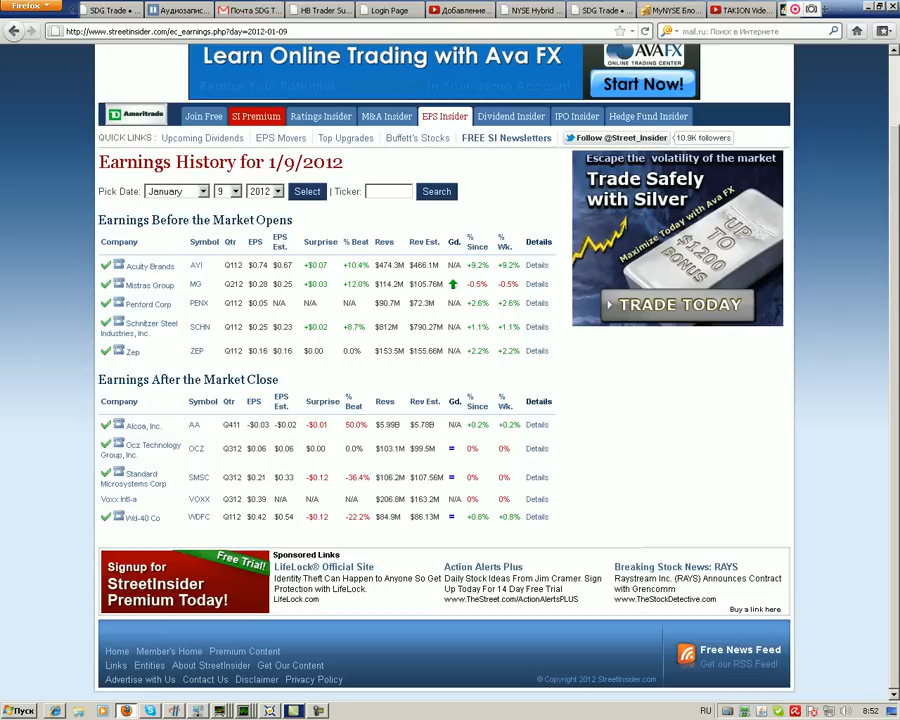 Firefox
SDG Trade •
Аудиозапис...
Почта SDG T...
HB Trader Su...
Login Page
Добавление...
NYSE Hybrid ...
SDG Trade •...
MyNYSE Бло...
TAKION Vide...
http://www.streetinsider.com/ec_earnings.php?day=2012-01-09
mail.ru: Поиск в Интернете
Learn Online Trading with Ava FX
Realize Your Potential
in Your Demo Account
AVAFX
ONLINE TRADING CENTER
Start Now!
Ameritrade
Join Free SI Premium Ratings Insider M&A Insider EPS Insider Dividend Insider IPO Insider Hedge Fund Insider
QUICK LINKS: Upcoming Dividends EPS Movers Top Upgrades Buffett's Stocks FREE SI Newsletters Follow @Street_Insider 10.9K followers
Earnings History for 1/9/2012
Pick Date: January 9 2012 Select | Ticker: Search
Escape the volatility of the market
Trade Safely
with Silver
Maximize Today with Ava FX
UP TO
$1200
BONUS
TRADE TODAY
Earnings Before the Market Opens
Company Symbol Qtr EPS EPS Est. Surprise % Beat Revs Rev Est. Gd. % Since % Wk. Details
Acuity Brands AYI Q112 $0.74 $0.67 +$0.07 +10.4% $474.3M $466.1M N/A +9.2% +9.2% Details
Mistras Group MG Q212 $0.28 $0.25 +$0.03 +12.0% $114.2M $105.76M -0.5% -0.5% Details
Penford Corp PENX Q112 $0.05 N/A N/A N/A $90.7M $72.3M N/A +2.6% +2.6% Details
Schnitzer Steel Industries, Inc. SCHN Q112 $0.25 $0.23 +$0.02 +8.7% $812M $790.27M N/A +1.1% +1.1% Details
Zep ZEP Q112 $0.16 $0.16 $0.00 0.0% $153.5M $155.66M N/A +2.2% +2.2% Details
Earnings After the Market Close
Company Symbol Qtr EPS EPS Est. Surprise % Beat Revs Rev Est. Gd. % Since % Wk. Details
Alcoa, Inc. AA Q411 -$0.03 -$0.02 -$0.01 50.0% $5.99B $5.78B N/A +0.2% +0.2% Details
Ocz Technology Group, Inc. OCZ Q312 $0.06 $0.06 $0.00 0.0% $103.1M $99.5M = 0% 0% Details
Standard Microsystems Corp SMSC Q312 $0.21 $0.33 -$0.12 -36.4% $106.2M $107.56M = 0% 0% Details
Voxx Intl-a VOXX Q312 $0.39 N/A N/A N/A $206.8M $163.2M N/A 0% 0% Details
Wd-40 Co WDFC Q112 $0.42 $0.54 -$0.12 -22.2% $84.9M $86.13M = +0.8% +0.8% Details
Free Trial!
Signup for
StreetInsider
Premium Today!
Sponsored Links
LifeLock® Official Site
Identity Theft Can Happen to Anyone So Get
Protection with LifeLock.
LifeLock.com
Action Alerts Plus
Daily Stock Ideas From Jim Cramer. Sign
Up Today For 14 Day Free Trial
www.TheStreet.com/ActionAlertsPLUS
Breaking Stock News: RAYS
Raystream Inc. (RAYS) Announces Contract
with Grencomm
www.TheStockDetective.com
Buy a link here
Home Member's Home Premium Content
Links Entities About StreetInsider Get Our Content
Advertise with Us Contact Us Disclaimer Privacy Policy
© Copyright 2012 StreetInsider.com
Free News Feed
Get our RSS Feed!
Пуск
RU
8:52